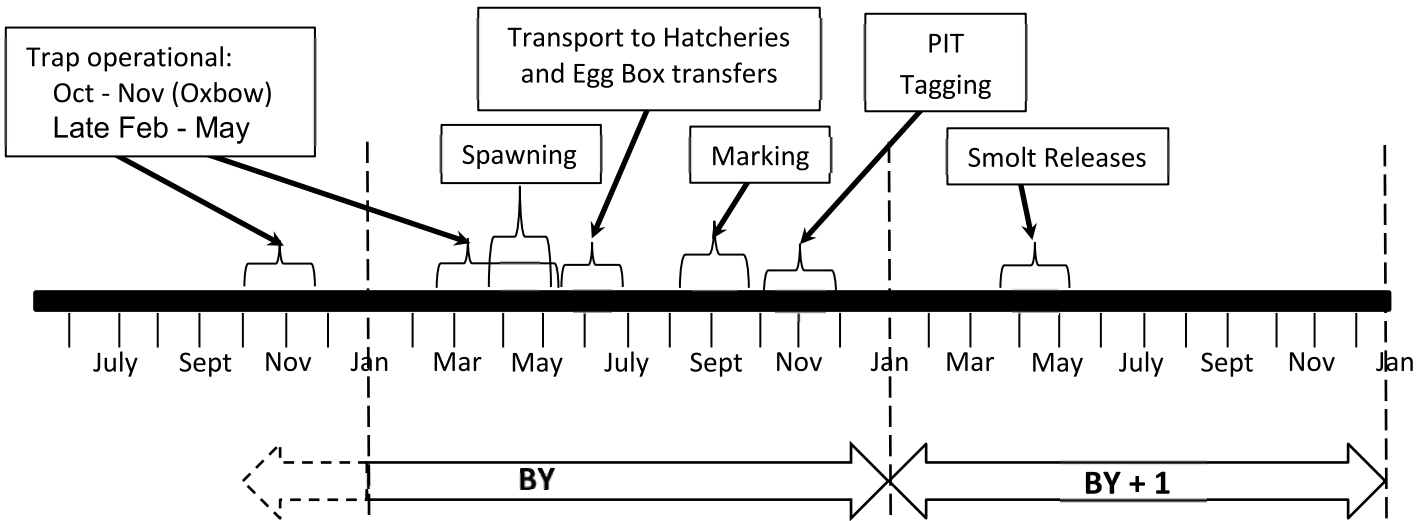 Trap operational:
Oct - Nov (Oxbow)
Late Feb - May
Transport to Hatcheries
and Egg Box transfers
PIT
Tagging
Spawning
Marking
Smolt Releases
July Sept Nov Jan Mar May July Sept Nov Jan Mar May July Sept Nov Jan
BY
BY + 1